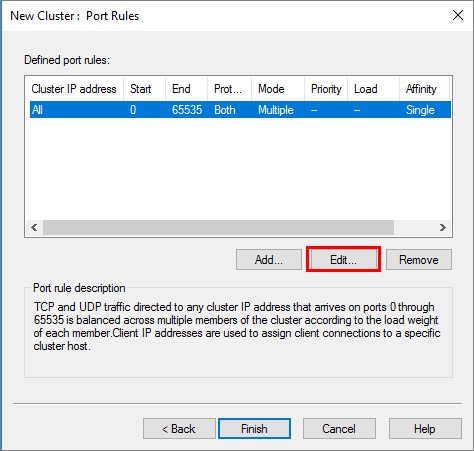 New Cluster : Port Rules
Defined port rules:
Cluster IP address Start End Prot... Mode Priority Load Affinity
All 0 65535 Both Multiple -- -- Single
Add... Edit... Remove
Port rule description
TCP and UDP traffic directed to any cluster IP address that arrives on ports 0 through
65535 is balanced across multiple members of the cluster according to the load weight
of each member.Client IP addresses are used to assign client connections to a specific
cluster host.
< Back Finish Cancel Help